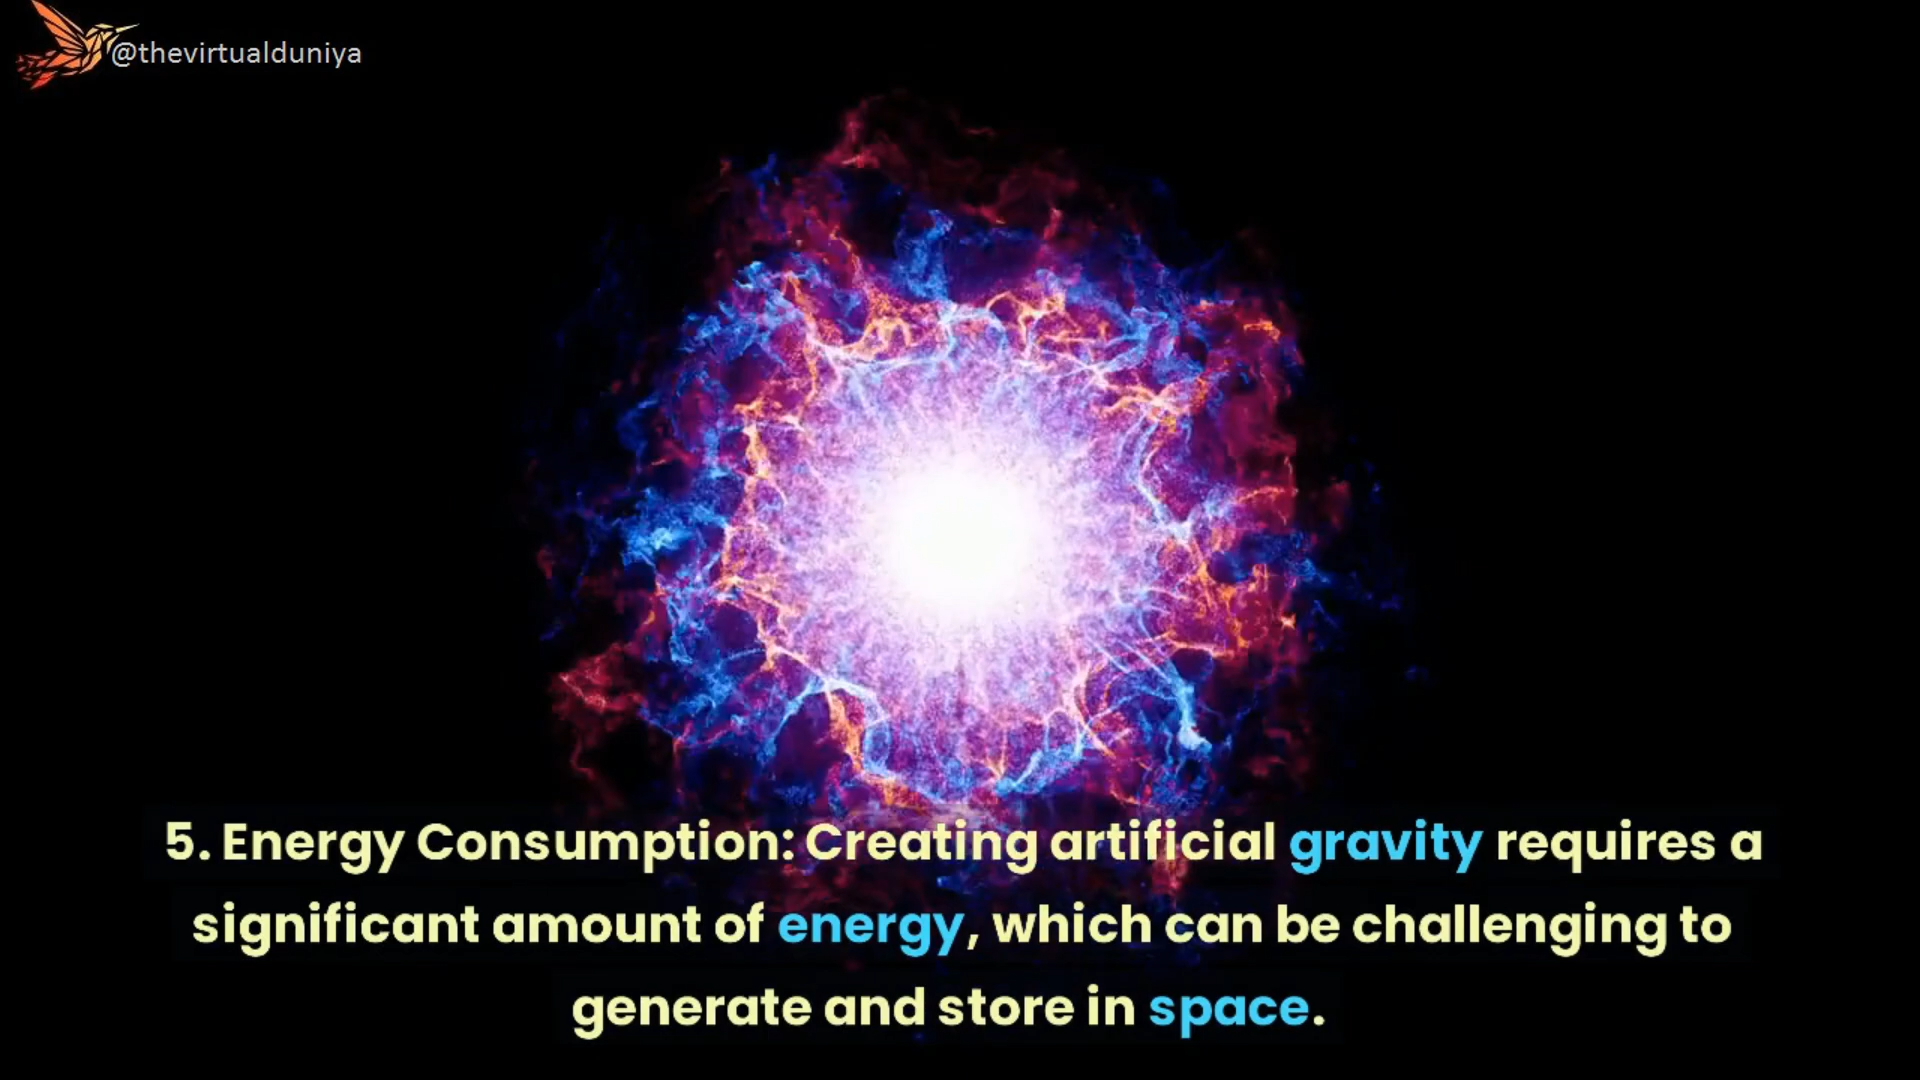 @thevirtualduniya
5. Energy Consumption: Creating artificial gravity requires a
significant amount of energy, which can be challenging to
generate and store in space.